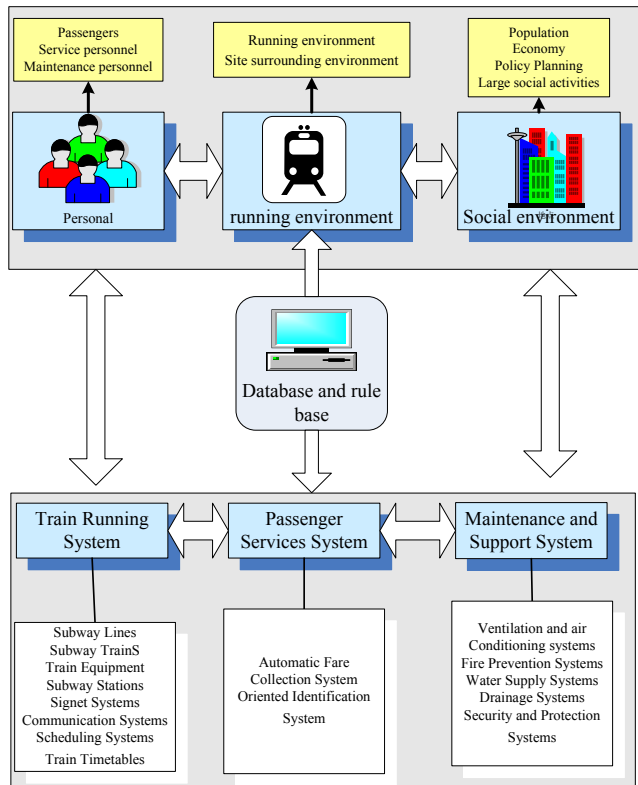 Passengers
Service personnel
Maintenance personnel
Running environment
Site surrounding environment
Population
Economy
Policy Planning
Large social activities
Personal
running environment
Social environment
Database and rule
base
Train Running
System
Passenger
Services System
Maintenance and
Support System
Subway Lines
Subway TrainS
Train Equipment
Subway Stations
Signet Systems
Communication Systems
Scheduling Systems
Train Timetables
Automatic Fare
Collection System
Oriented Identification
System
Ventilation and air
Conditioning systems
Fire Prevention Systems
Water Supply Systems
Drainage Systems
Security and Protection
Systems